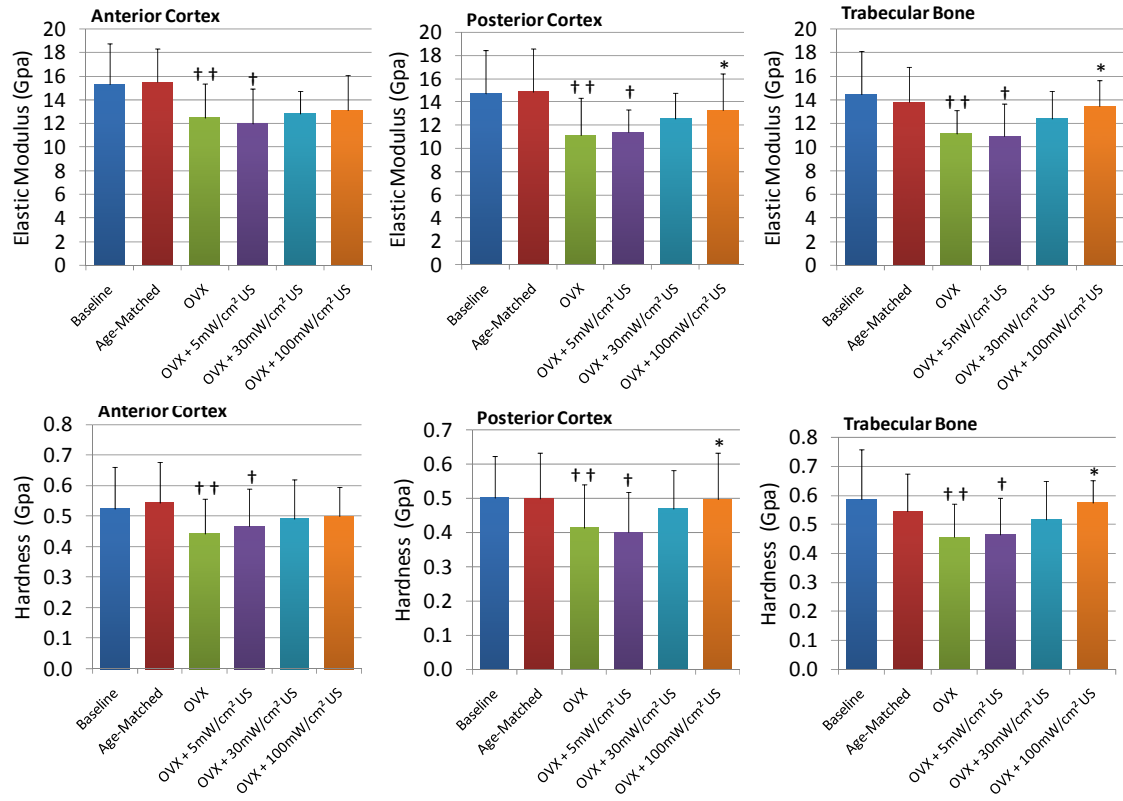 Anterior Cortex
Elastic Modulus (Gpa)
20
18
16
14
12
10
8
6
4
2
0
† †
†
Baseline
Age-Matched
OVX
OVX + 5mW/cm² US
OVX + 30mW/cm² US
OVX + 100mW/cm² US
Posterior Cortex
Elastic Modulus (Gpa)
20
18
16
14
12
10
8
6
4
2
0
† †
†
*
Baseline
Age-Matched
OVX
OVX + 5mW/cm² US
OVX + 30mW/cm² US
OVX + 100mW/cm² US
Trabecular Bone
Elastic Modulus (Gpa)
20
18
16
14
12
10
8
6
4
2
0
† †
†
*
Baseline
Age-Matched
OVX
OVX + 5mW/cm² US
OVX + 30mW/cm² US
OVX + 100mW/cm² US
Anterior Cortex
Hardness (Gpa)
0.8
0.7
0.6
0.5
0.4
0.3
0.2
0.1
0.0
† †
†
Baseline
Age-Matched
OVX
OVX + 5mW/cm² US
OVX + 30mW/cm² US
OVX + 100mW/cm² US
Posterior Cortex
Hardness (Gpa)
0.7
0.6
0.5
0.4
0.3
0.2
0.1
0.0
† †
†
*
Baseline
Age-Matched
OVX
OVX + 5mW/cm² US
OVX + 30mW/cm² US
OVX + 100mW/cm² US
Trabecular Bone
Hardness (Gpa)
0.8
0.7
0.6
0.5
0.4
0.3
0.2
0.1
0.0
† †
†
*
Baseline
Age-Matched
OVX
OVX + 5mW/cm² US
OVX + 30mW/cm² US
OVX + 100mW/cm² US